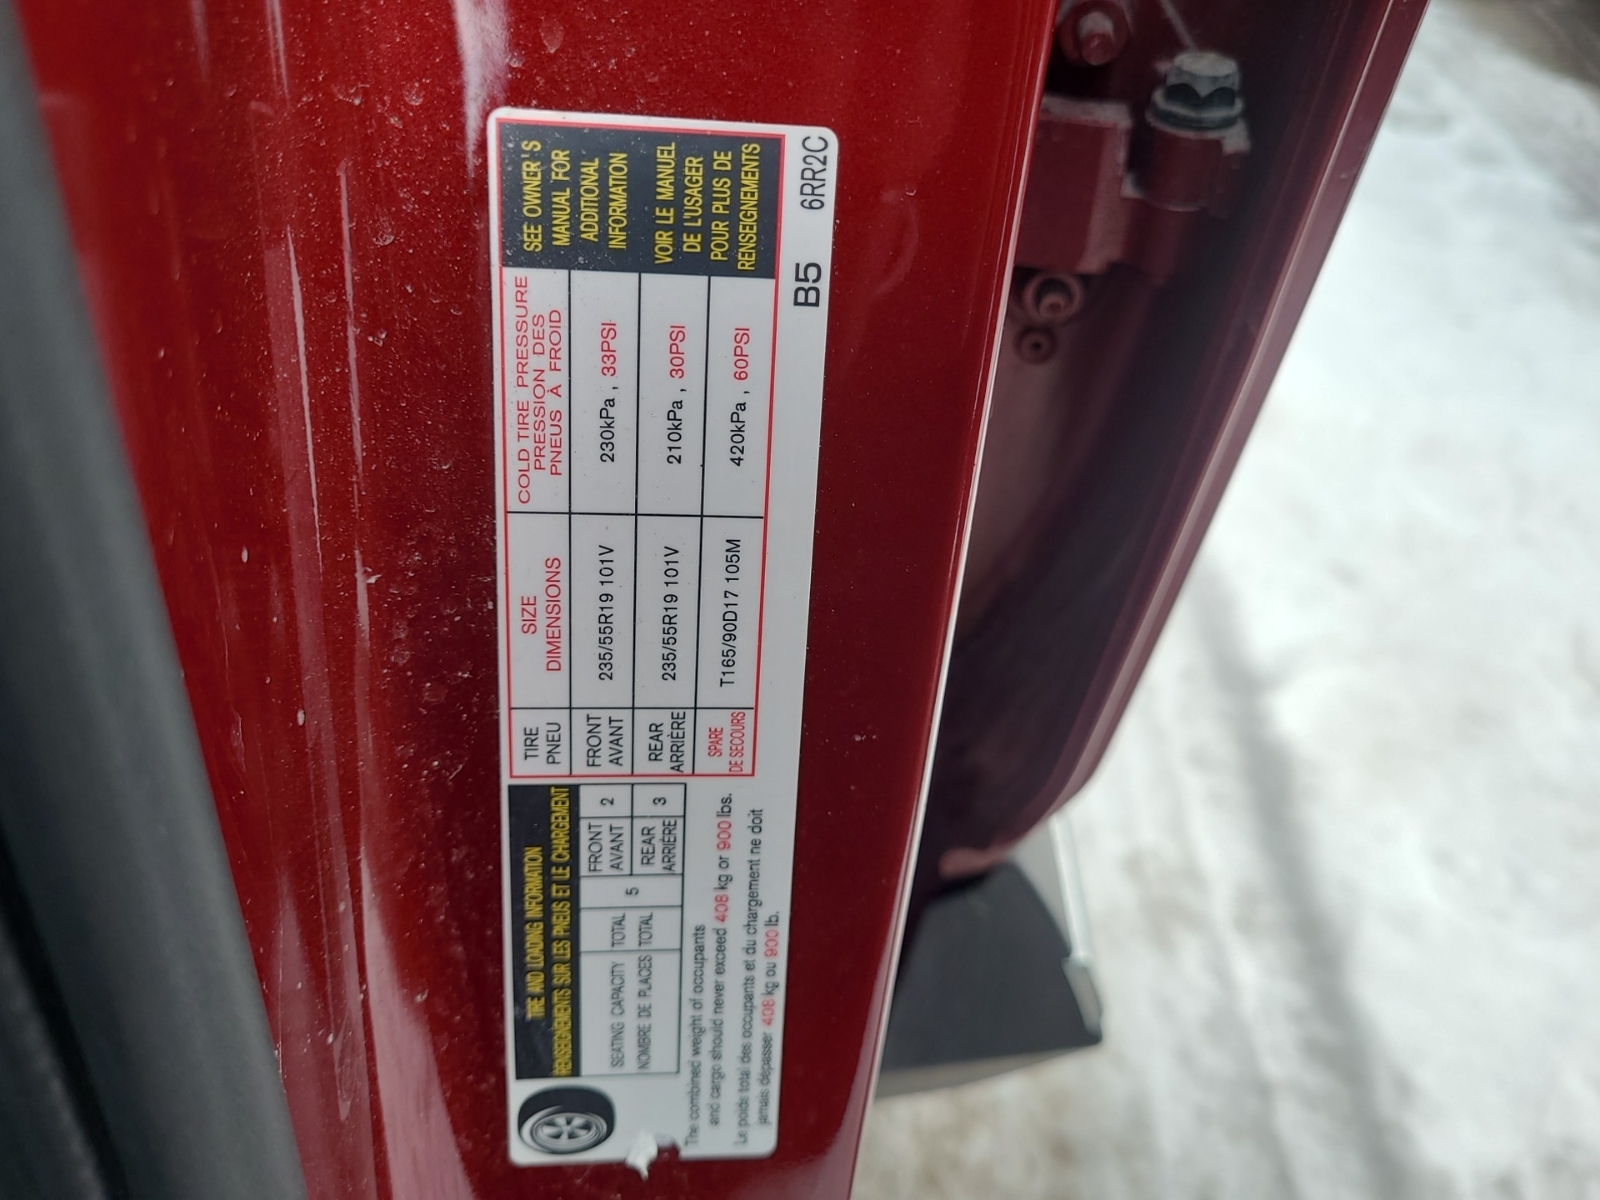 TIRE AND LOADING INFORMATION
RENSEIGNEMENTS SUR LES PNEUS ET LE CHARGEMENT
SEATING CAPACITY
NOMBRE DE PLACES
TOTAL
TOTAL
5
FRONT
AVANT
2
REAR
ARRIÈRE
3
The combined weight of occupants
and cargo should never exceed 408 kg or 900 lbs.
Le poids total des occupants et du chargement ne doit
jamais dépasser 408 kg ou 900 lb.
TIRE
PNEU
SIZE
DIMENSIONS
COLD TIRE PRESSURE
PRESSION DES
PNEUS À FROID
FRONT
AVANT
235/55R19 101V
230kPa , 33PSI
REAR
ARRIÈRE
235/55R19 101V
210kPa , 30PSI
SPARE
DE SECOURS
T165/90D17 105M
420kPa , 60PSI
SEE OWNER'S
MANUAL FOR
ADDITIONAL
INFORMATION
VOIR LE MANUEL
DE L'USAGER
POUR PLUS DE
RENSEIGNEMENTS
B5 6RR2C